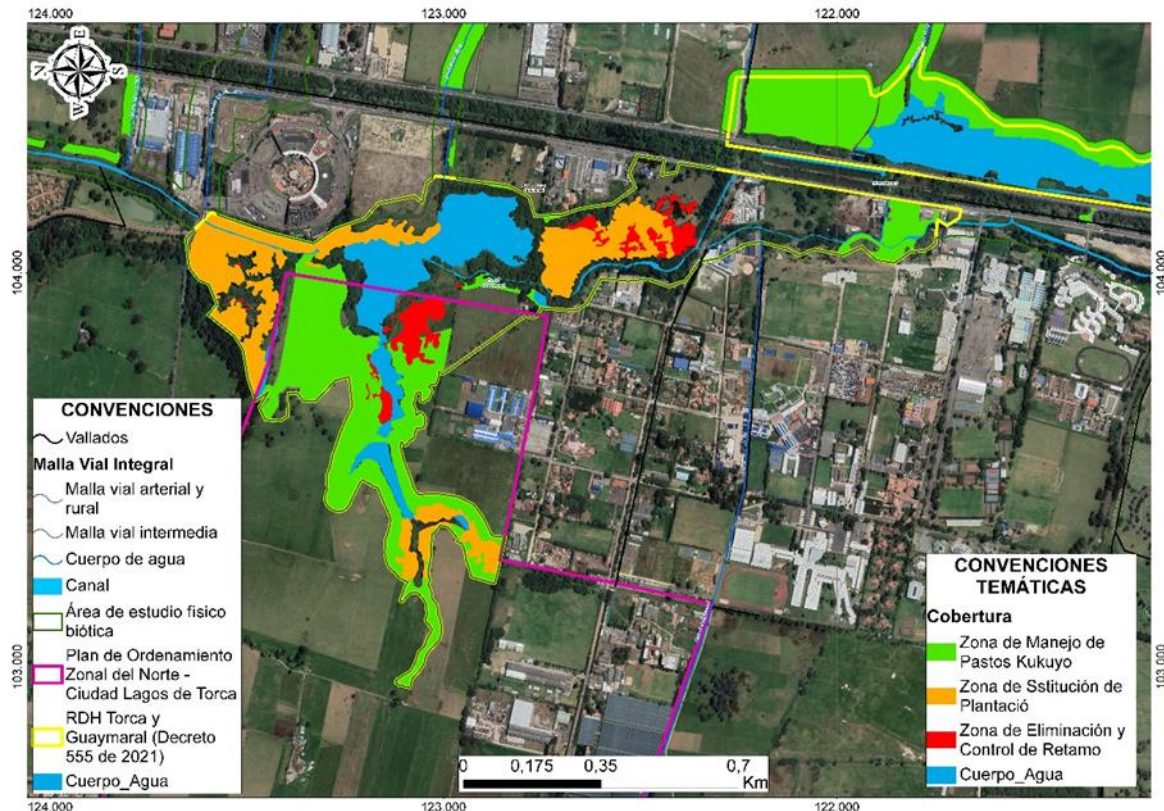 124.000
123.000
122.000
N
E
S
W
104.000
104.000
CONVENCIONES
Vallados
Malla Vial Integral
Malla vial arterial y
rural
Malla vial intermedia
Cuerpo de agua
Canal
Área de estudio fisico
biótica
Plan de Ordenamiento
Zonal del Norte -
Ciudad Lagos de Torca
RDH Torca y
Guaymaral (Decreto
555 de 2021)
Cuerpo_Agua
CONVENCIONES
TEMÁTICAS
Cobertura
Zona de Manejo de
Pastos Kukuyo
Zona de Sstitución de
Plantació
Zona de Eliminación y
Control de Retamo
Cuerpo_Agua
103.000
103.000
0
0,175
0,35
0,7
Km
124.000
123.000
122.000